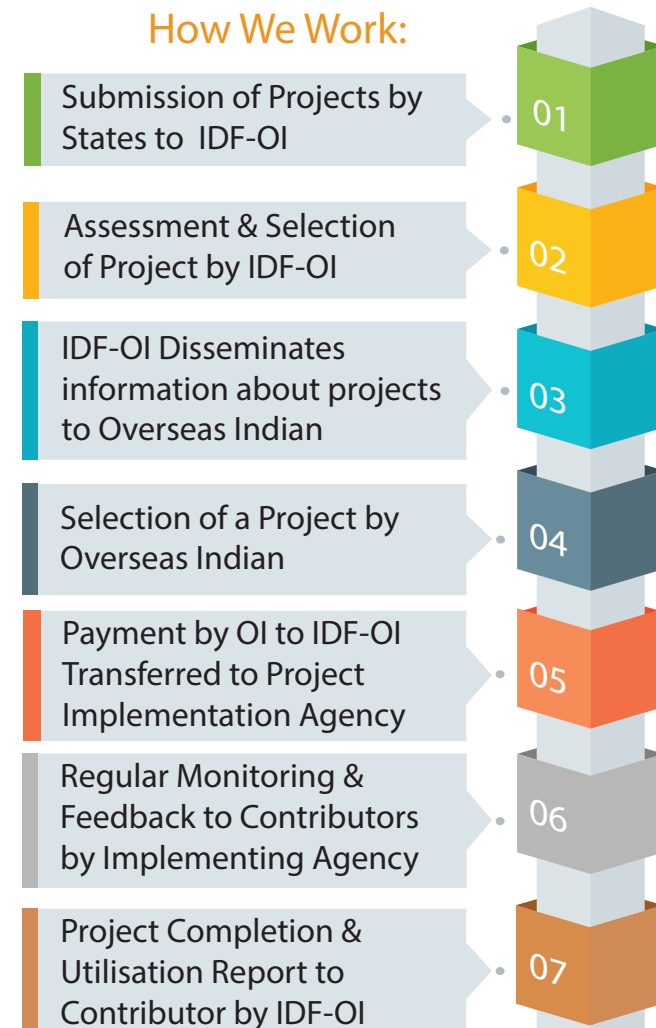 How We Work:
Submission of Projects by
States to IDF-OI
01
Assessment & Selection
of Project by IDF-OI
02
IDF-OI Disseminates
information about projects
to Overseas Indian
03
Selection of a Project by
Overseas Indian
04
Payment by OI to IDF-OI
Transferred to Project
Implementation Agency
05
Regular Monitoring &
Feedback to Contributors
by Implementing Agency
06
Project Completion &
Utilisation Report to
Contributor by IDF-OI
07